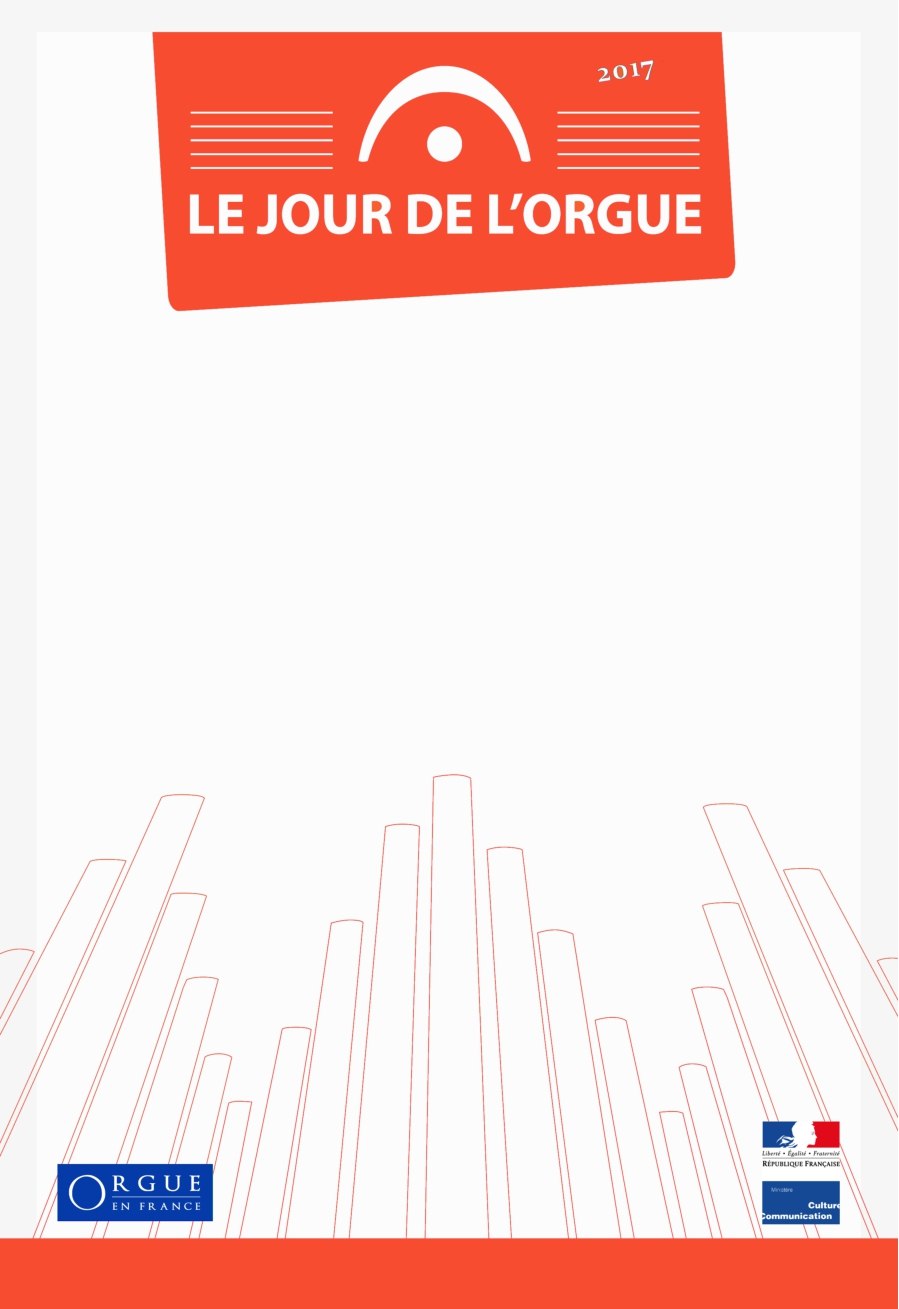 2017
LE JOUR DE L’ORGUE
ORGUE
EN FRANCE
Liberté • Égalité • Fraternité
RÉPUBLIQUE FRANÇAISE
Ministère
Culture
Communication